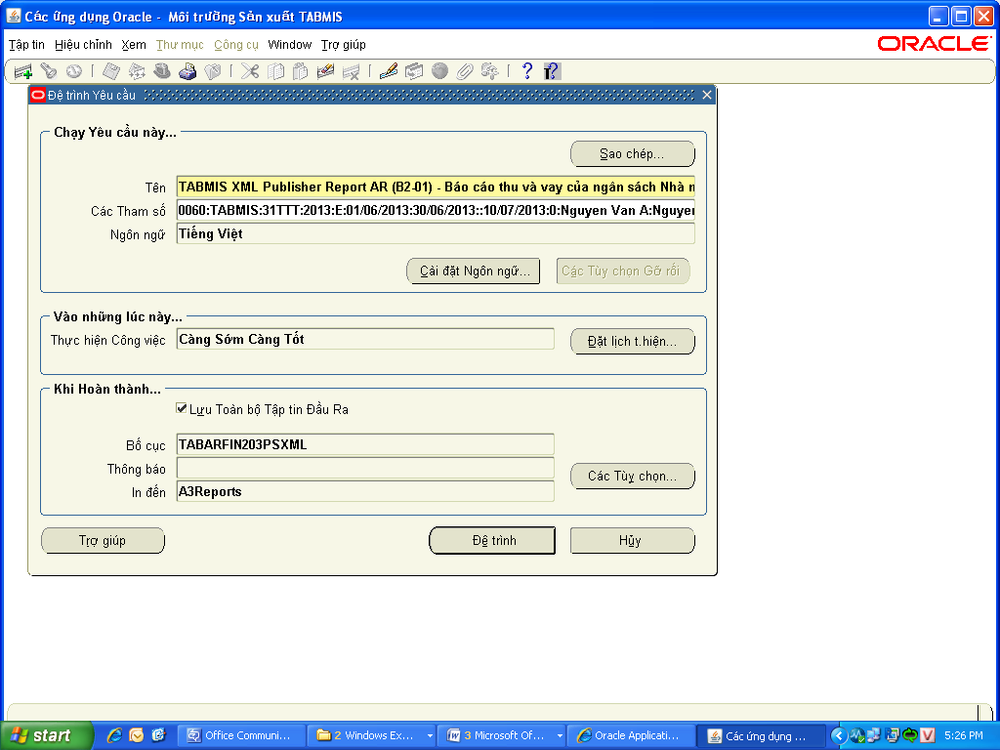 Các ứng dụng Oracle - Môi trường Sản xuất TABMIS
Tập tin Hiệu chỉnh Xem Thư mục Công cụ Window Trợ giúp
ORACLE
Đệ trình Yêu cầu
Chạy Yêu cầu này...
Sao chép...
Tên TABMIS XML Publisher Report AR (B2-01) - Báo cáo thu và vay của ngân sách Nhà n
Các Tham số 0060:TABMIS:31TTT:2013:E:01/06/2013:30/06/2013::10/07/2013:0:Nguyen Van A:Nguyer
Ngôn ngữ Tiếng Việt
Cài đặt Ngôn ngữ... Các Tùy chọn Gỡ rối
Vào những lúc này...
Thực hiện Công việc Càng Sớm Càng Tốt Đặt lịch t.hiện...
Khi Hoàn thành...
Lưu Toàn bộ Tập tin Đầu Ra
Bố cục TABARFIN203PSXML
Thông báo Các Tùy chọn...
In đến A3Reports
Trợ giúp Đệ trình Hủy
start Office Communi... 2 Windows Ex... 3 Microsoft Of... Oracle Applicati... Các ứng dụng ... 5:26 PM